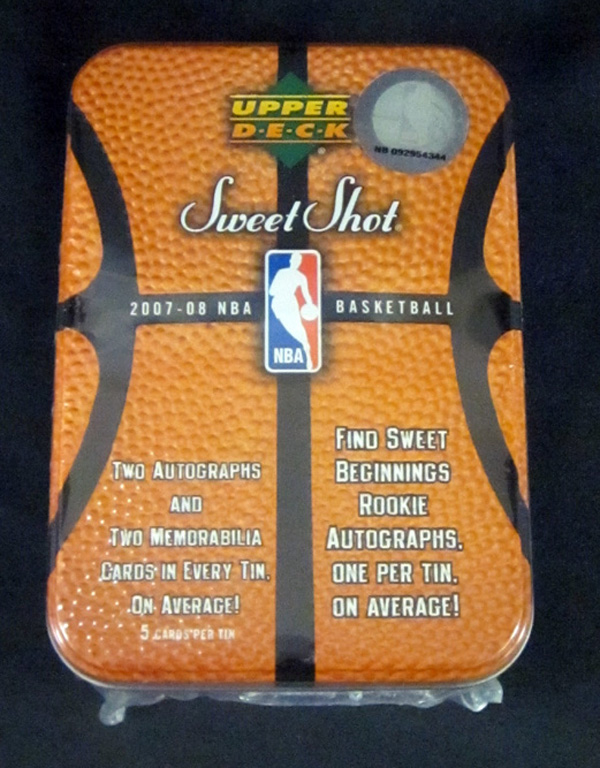 UPPER
D·E·C·K
NB 092954344
Sweet Shot
2007-08 NBA BASKETBALL
NBA
TWO AUTOGRAPHS
AND
TWO MEMORABILIA
CARDS IN EVERY TIN,
ON AVERAGE!
5 CARDS PER TIN
FIND SWEET
BEGINNINGS
ROOKIE
AUTOGRAPHS,
ONE PER TIN,
ON AVERAGE!